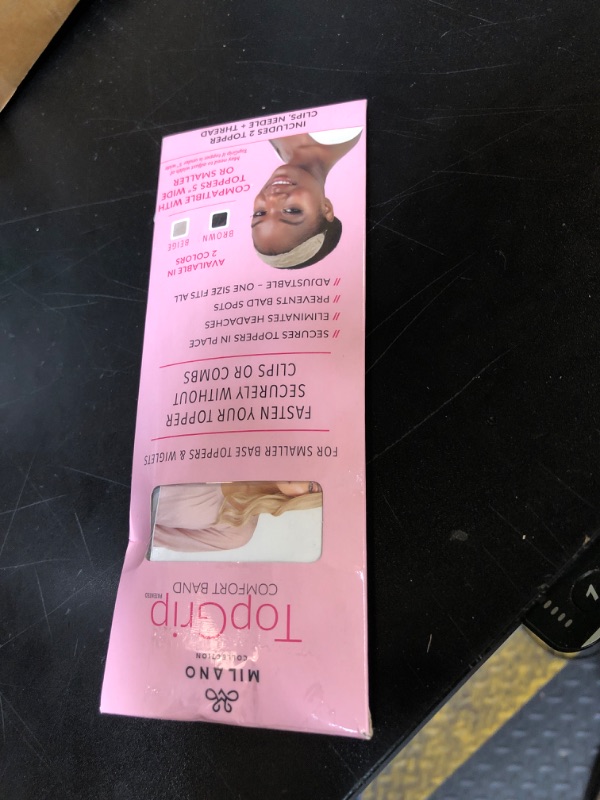 MILANO
COLLECTION
TopGrip
COMFORT BAND
FOR SMALLER BASE TOPPERS & WIGLETS
FASTEN YOUR TOPPER
SECURELY WITHOUT
CLIPS OR COMBS
// SECURES TOPPERS IN PLACE
// ELIMINATES HEADACHES
// PREVENTS BALD SPOTS
// ADJUSTABLE – ONE SIZE FITS ALL
AVAILABLE IN
2 COLORS
BROWN
BEIGE
COMPATIBLE WITH
TOPPERS 5" WIDE
OR SMALLER
INCLUDES 2 TOPPER
CLIPS, NEEDLE + THREAD